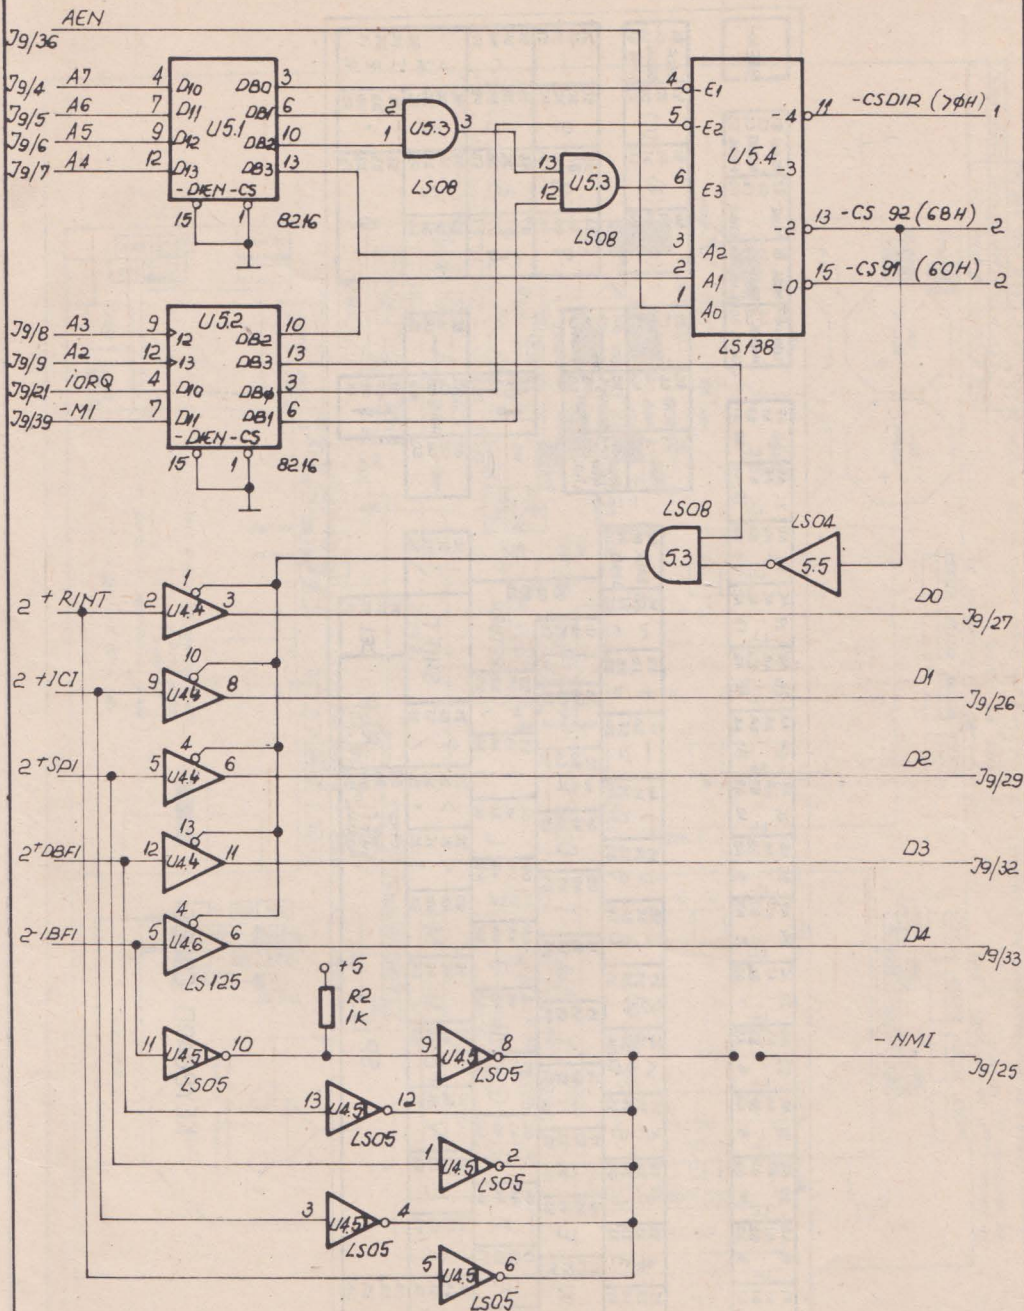 AEN
J9/36
J9/4 A7 4 D10 DB0 3
J9/5 A6 7 D11 DB1 6
J9/6 A5 9 D12 DB2 10
J9/7 A4 12 D13 DB3 13
U5.1
-DIEN -CS
15 1 8216
2 1 U5.3 3
LS08
13 12 U5.3
LS08
4 -E1
5 -E2
6 E3
3 A2
2 A1
1 A0
U5.4
LS138
-4 11 -CSDIR (70H) 1
-3
-2 13 -CS 92 (68H) 2
-0 15 -CS91 (60H) 2
U5.2
J9/8 A3 9 12 DB2 10
J9/9 A2 12 13 DB3 13
J9/21 iORQ 4 D10 DB0 3
J9/39 -M1 7 D11 DB1 6
-DIEN -CS
15 1 8216
LS08
5.3
LS04
5.5
2 +RINT 2 U4.4 1 3 D0 J9/27
2 +ICI 9 U4.4 10 8 D1 J9/26
2 +SPI 5 U4.4 4 6 D2 J9/29
2 +DBFI 12 U4.4 13 11 D3 J9/32
2 -IBFI 5 U4.6 4 6 D4 J9/33
LS125
+5
R2
1K
11 U4.5 10
LS05
9 U4.5 8
LS05
-NMI
J9/25
13 U4.5 12
LS05
1 U4.5 2
LS05
3 U4.5 4
LS05
5 U4.5 6
LS05